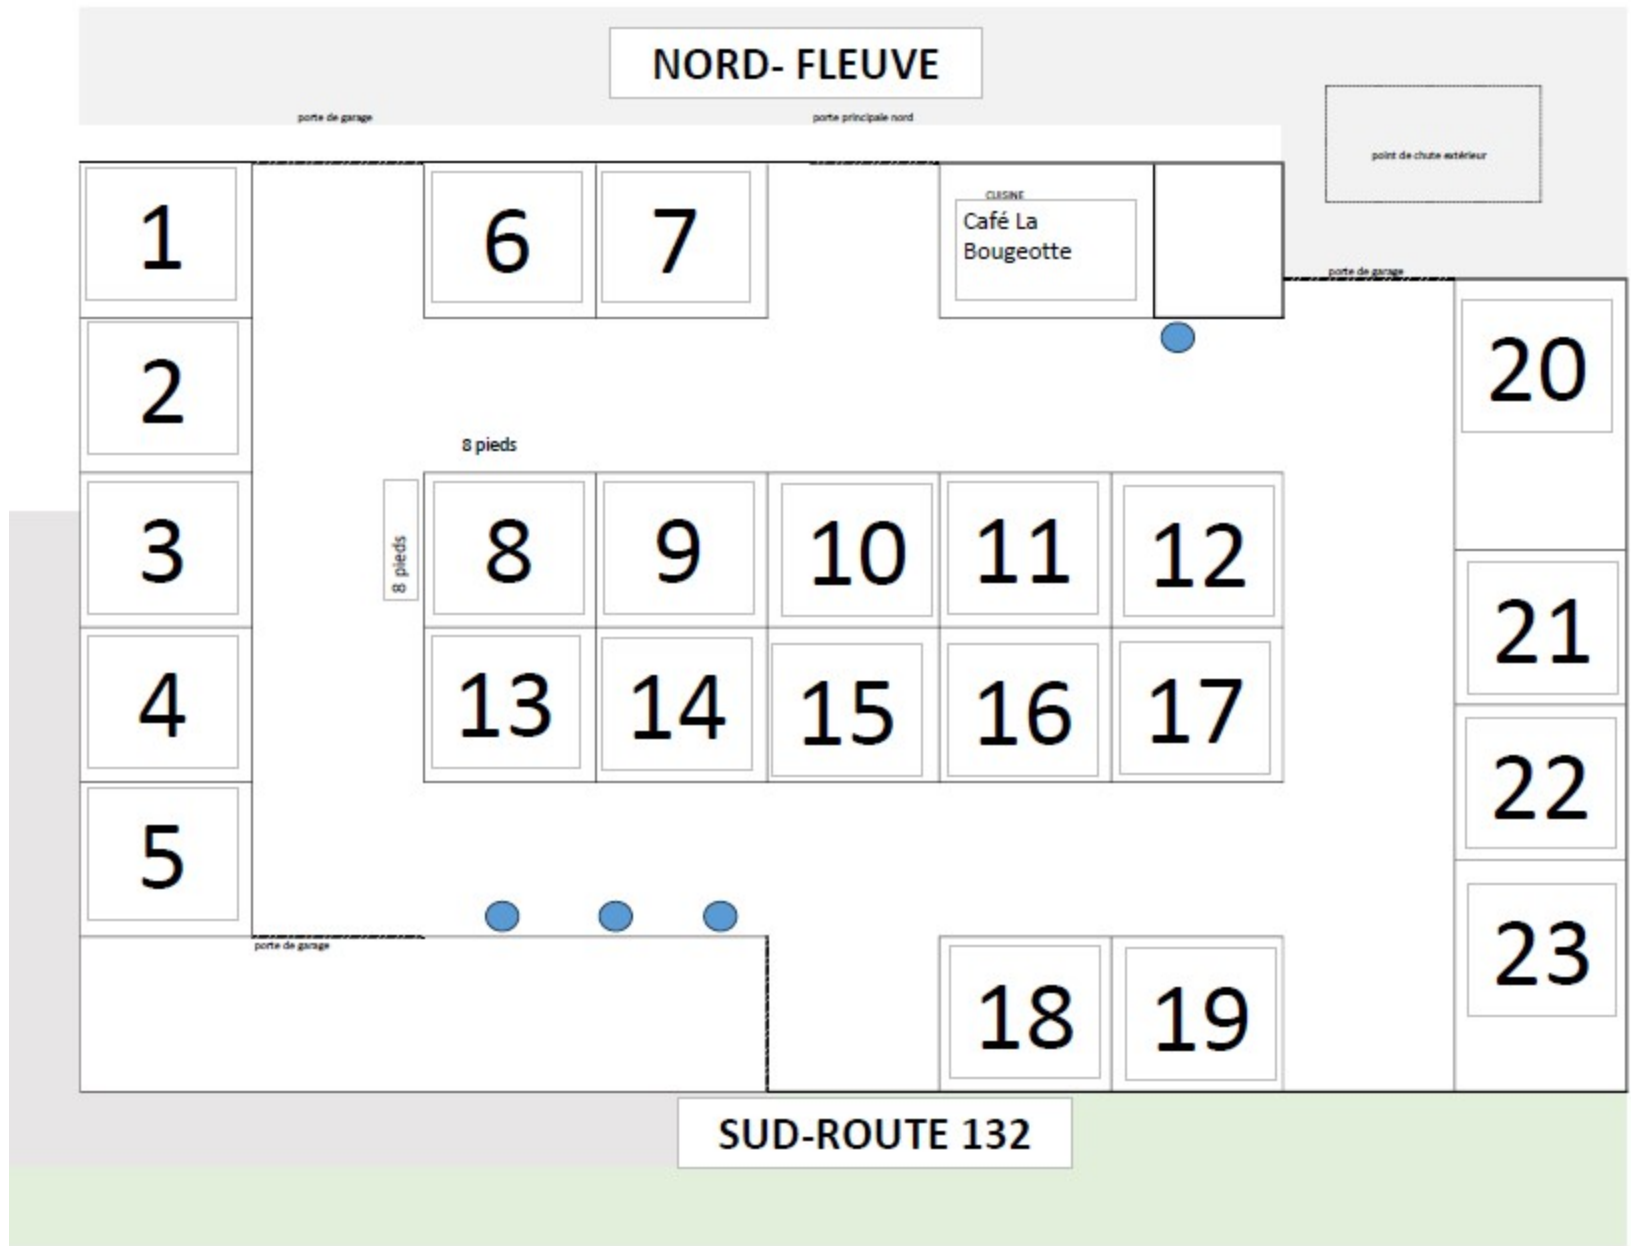 NORD- FLEUVE
porte de garage
porte principale nord
point de chute extérieur
1
6
7
CUISINE
Café La
Bougeotte
porte de garage
20
2
8 pieds
3
8 pieds
8
9
10
11
12
21
4
13
14
15
16
17
22
5
porte de garage
23
18
19
SUD-ROUTE 132